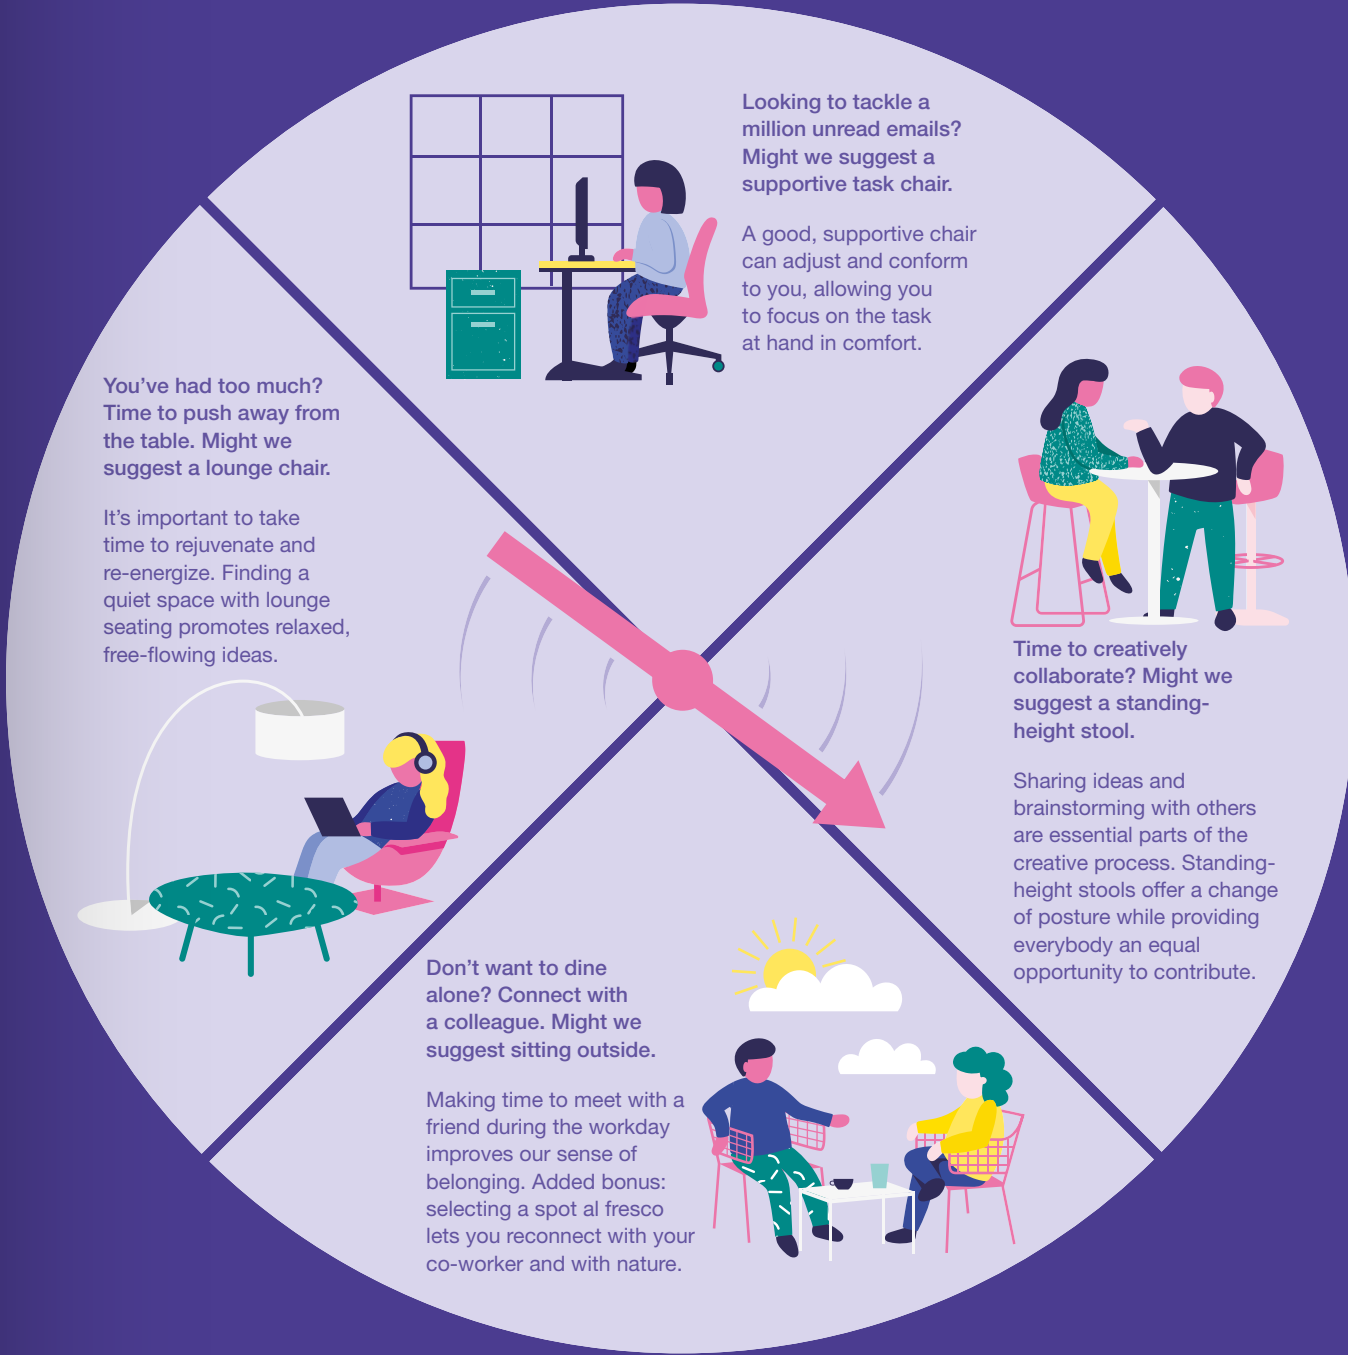 Looking to tackle a
million unread emails?
Might we suggest a
supportive task chair.
A good, supportive chair
can adjust and conform
to you, allowing you
to focus on the task
at hand in comfort.
You’ve had too much?
Time to push away from
the table. Might we
suggest a lounge chair.
It’s important to take
time to rejuvenate and
re-energize. Finding a
quiet space with lounge
seating promotes relaxed,
free-flowing ideas.
Time to creatively
collaborate? Might we
suggest a standing-
height stool.
Sharing ideas and
brainstorming with others
are essential parts of the
creative process. Standing-
height stools offer a change
of posture while providing
everybody an equal
opportunity to contribute.
Don’t want to dine
alone? Connect with
a colleague. Might we
suggest sitting outside.
Making time to meet with a
friend during the workday
improves our sense of
belonging. Added bonus:
selecting a spot al fresco
lets you reconnect with your
co-worker and with nature.